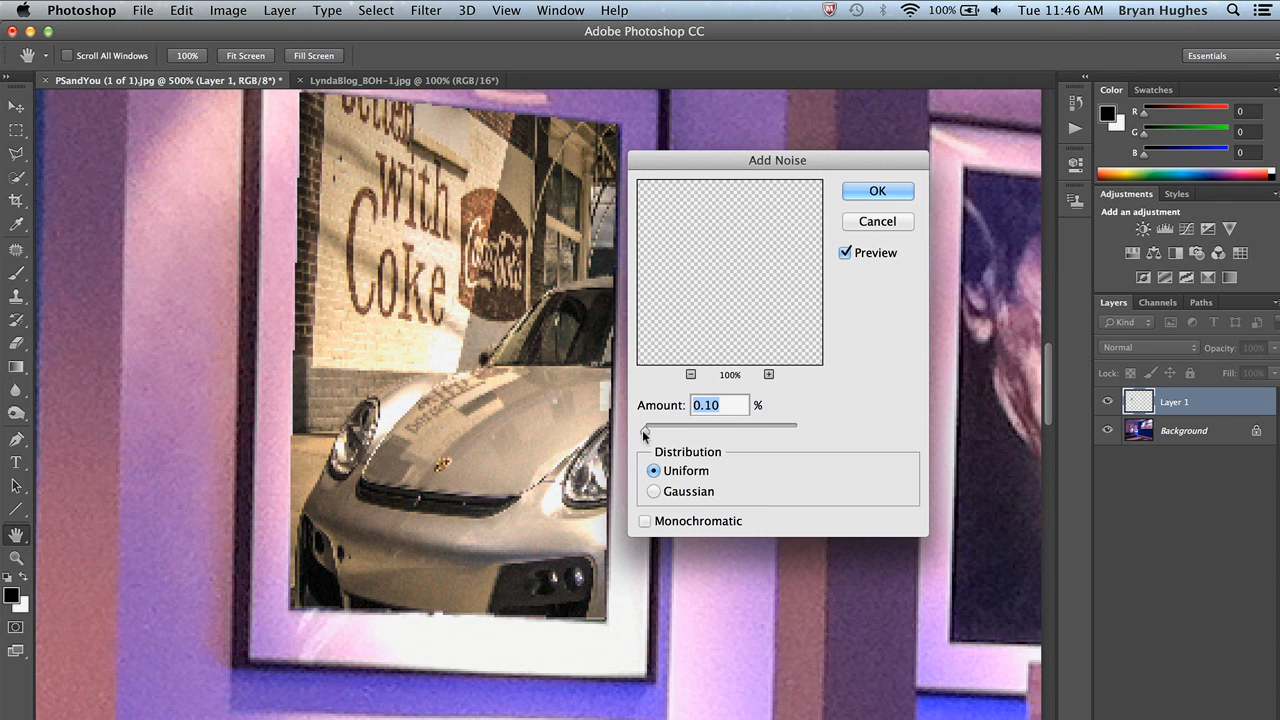 Photoshop File Edit Image Layer Type Select Filter 3D View Window Help 100% Tue 11:46 AM Bryan Hughes
Adobe Photoshop CC
Scroll All Windows 100% Fit Screen Fill Screen Essentials
PSandYou (1 of 1).jpg @ 500% (Layer 1, RGB/8*) * LyndaBlog_BOH-1.jpg @ 100% (RGB/16*)
Color Swatches
R 0
G 0
B 0
Adjustments Styles
Add an adjustment
Layers Channels Paths
Kind
Normal Opacity: 100%
Lock: Fill: 100%
Layer 1
Background
Add Noise
OK
Cancel
Preview
100%
Amount: 0.10 %
Distribution
Uniform
Gaussian
Monochromatic
with
Coke
Coca-Cola